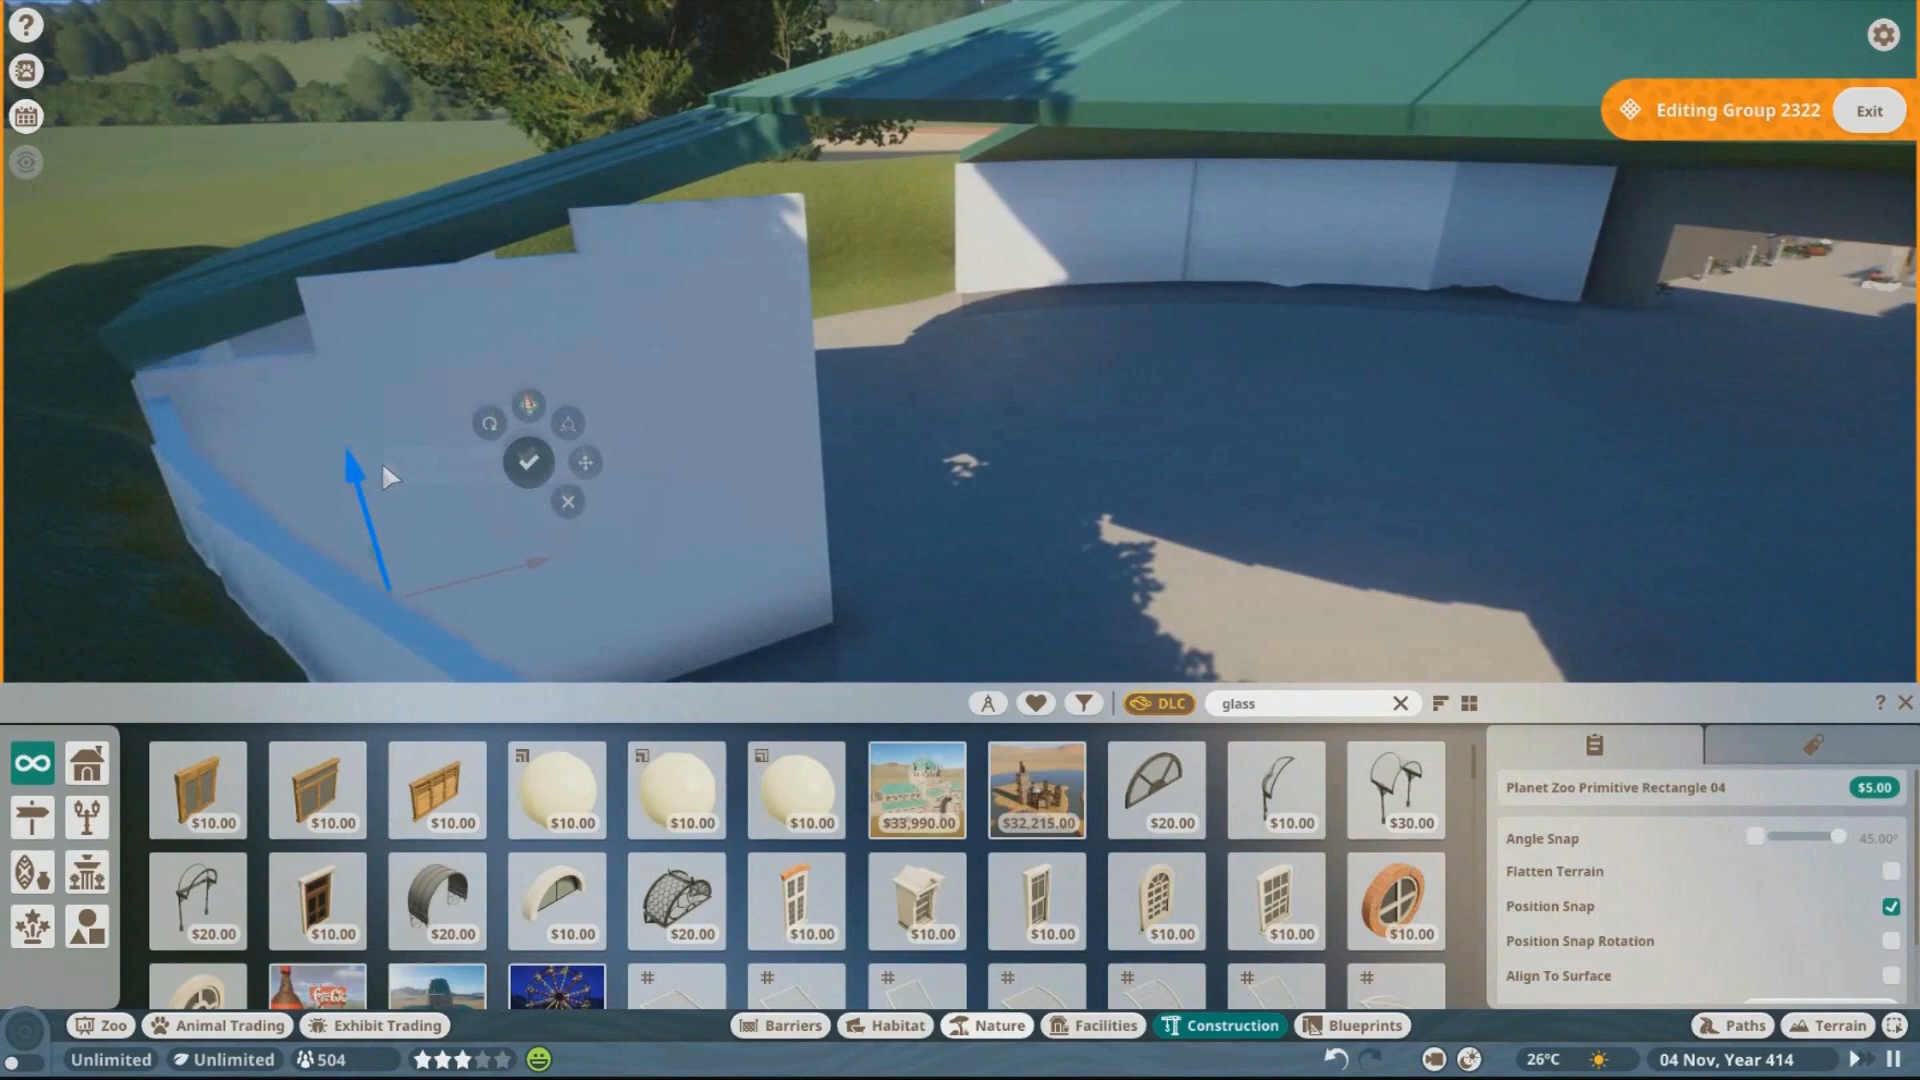 ?
Editing Group 2322 Exit
DLC glass ? ×
$10.00 $10.00 $10.00 $10.00 $10.00 $10.00 $33,990.00 $32,215.00 $20.00 $10.00 $30.00
$20.00 $10.00 $20.00 $10.00 $20.00 $10.00 $10.00 $10.00 $10.00 $10.00 $10.00
# # # # # # #
Planet Zoo Primitive Rectangle 04 $5.00
Angle Snap 45.00°
Flatten Terrain
Position Snap
Position Snap Rotation
Align To Surface
Zoo Animal Trading Exhibit Trading Barriers Habitat Nature Facilities Construction Blueprints Paths Terrain
Unlimited Unlimited 504 26°C 04 Nov, Year 414